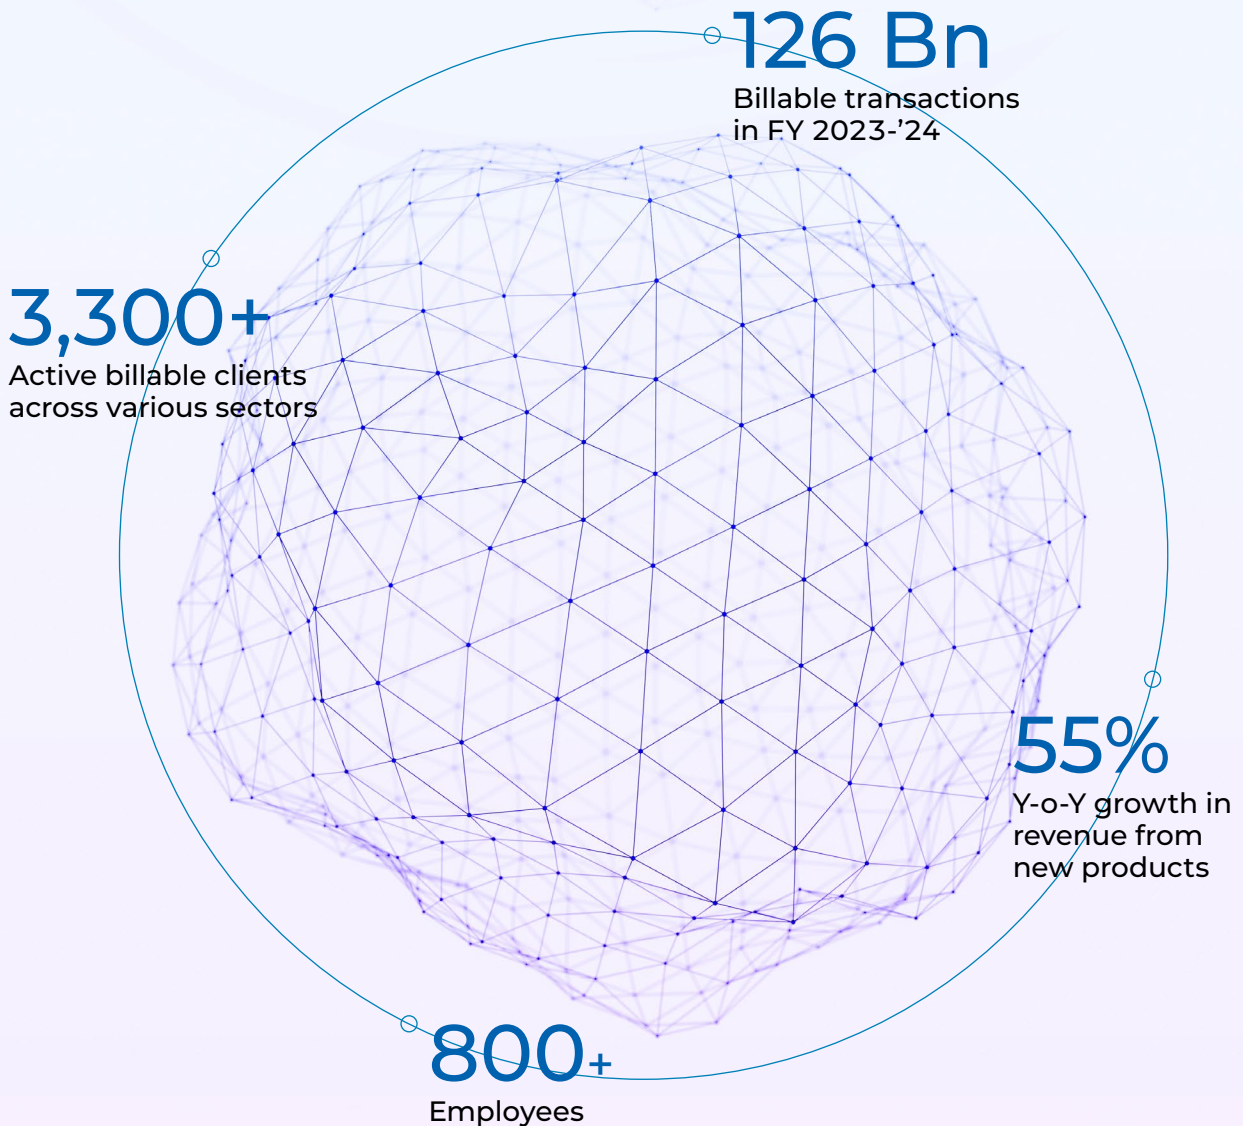 126 Bn
Billable transactions
in FY 2023-’24
3,300+
Active billable clients
across various sectors
55%
Y-o-Y growth in
revenue from
new products
800+
Employees